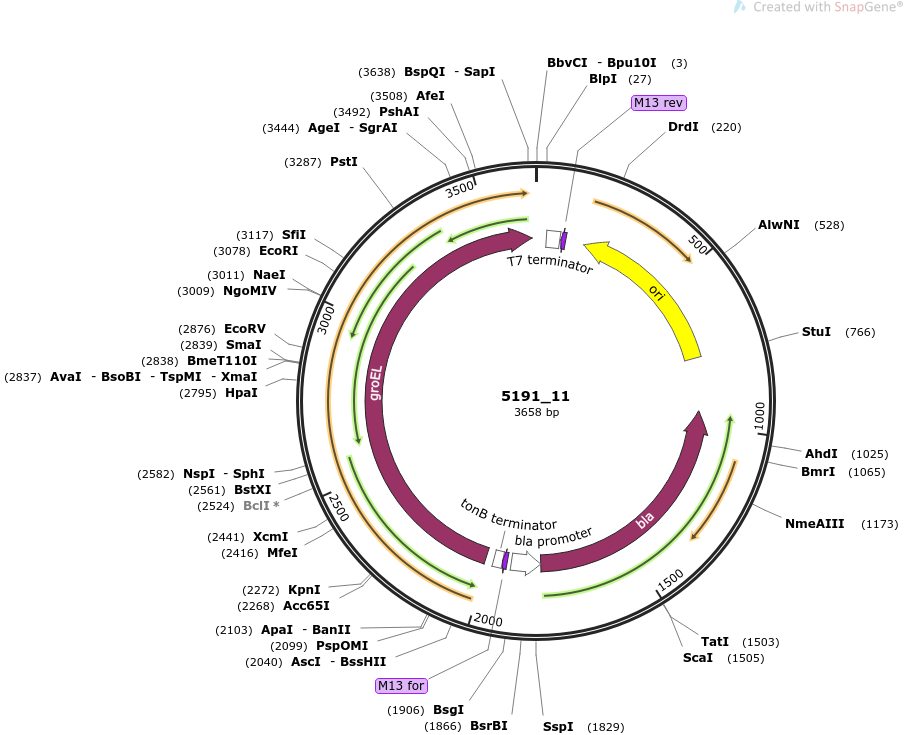 Created with SnapGene®
(3638) BspQI - SapI
(3508) AfeI
(3492) PshAI
(3444) AgeI - SgrAI
(3287) PstI
(3117) SfiI
(3078) EcoRI
(3011) NaeI
(3009) NgoMIV
(2876) EcoRV
(2839) SmaI
(2838) BmeT110I
(2837) AvaI - BsoBI - TspMI - XmaI
(2795) HpaI
(2582) NspI - SphI
(2561) BstXI
(2524) BclI *
(2441) XcmI
(2416) MfeI
(2272) KpnI
(2268) Acc65I
(2103) ApaI - BanII
(2099) PspOMI
(2040) AscI - BssHII
M13 for
(1906) BsgI
(1866) BsrBI
BbvCI - Bpu10I (3)
BlpI (27)
M13 rev
DrdI (220)
AlwNI (528)
StuI (766)
AhdI (1025)
BmrI (1065)
NmeAIII (1173)
TatI (1503)
ScaI (1505)
SspI (1829)
500
1000
1500
2000
2500
3000
3500
T7 terminator
ori
groEL
5191_11
3658 bp
tonB terminator
bla promoter
bla